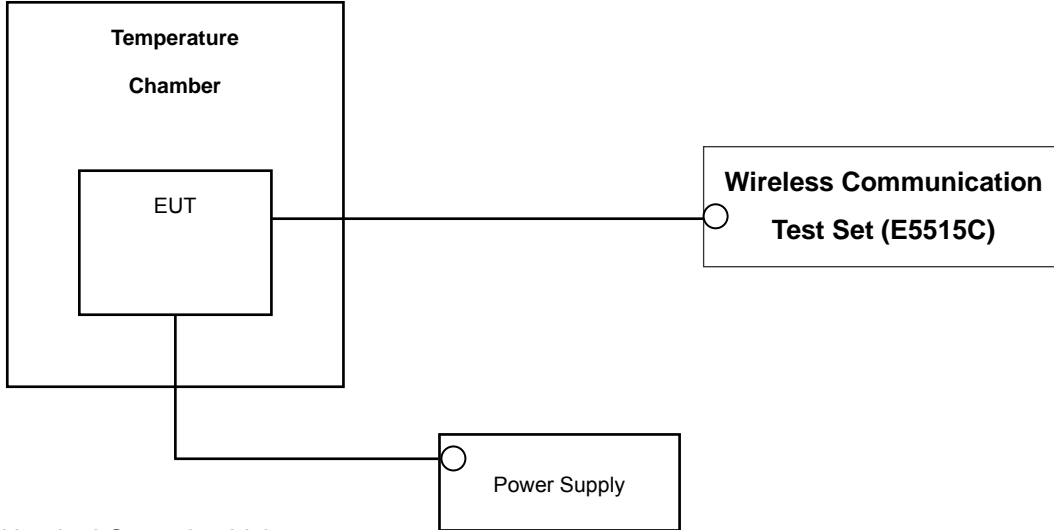 Temperature
Chamber
EUT
Wireless Communication
Test Set (E5515C)
Power Supply